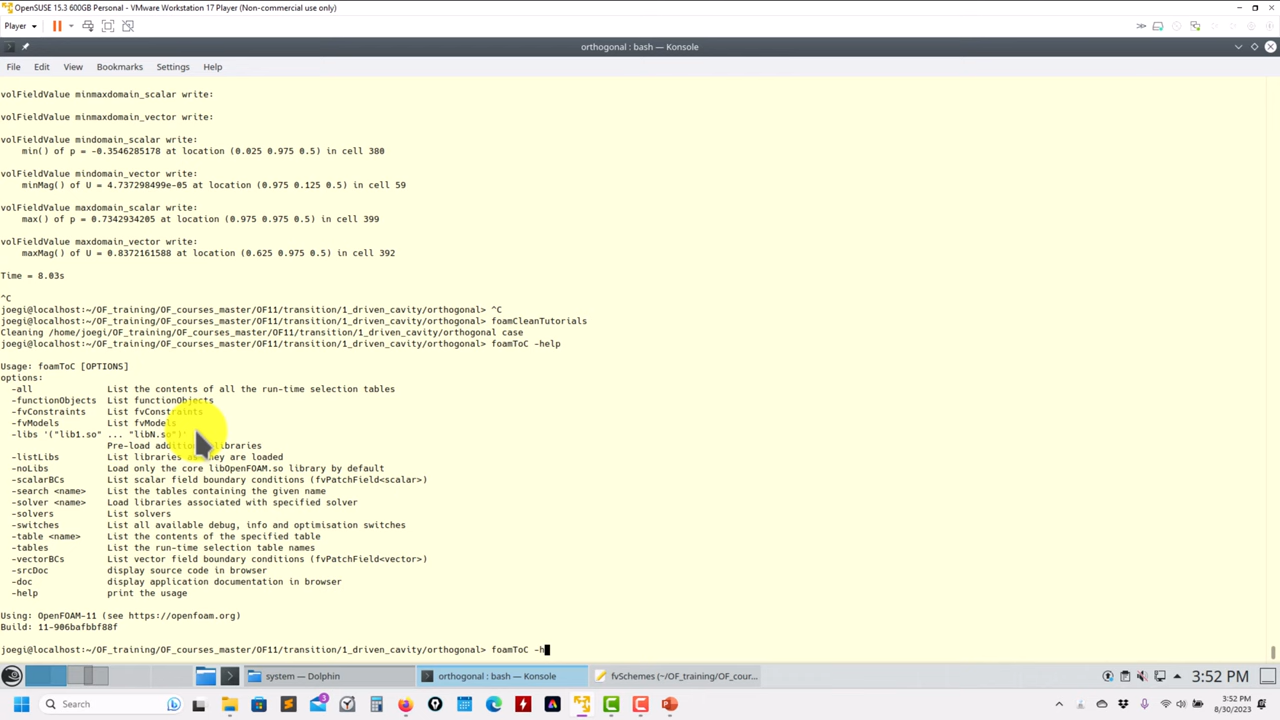 OpenSUSE 15.3 600GB Personal - VMware Workstation 17 Player (Non-commercial use only)
Player
orthogonal : bash — Konsole
File Edit View Bookmarks Settings Help
volFieldValue minmaxdomain_scalar write:
volFieldValue minmaxdomain_vector write:
volFieldValue mindomain_scalar write:
min() of p = -0.3546285178 at location (0.025 0.975 0.5) in cell 380
volFieldValue mindomain_vector write:
minMag() of U = 4.737298499e-05 at location (0.975 0.125 0.5) in cell 59
volFieldValue maxdomain_scalar write:
max() of p = 0.7342934205 at location (0.975 0.975 0.5) in cell 399
volFieldValue maxdomain_vector write:
maxMag() of U = 0.8372161588 at location (0.625 0.975 0.5) in cell 392
Time = 8.03s
^C
joegi@localhost:~/OF_training/OF_courses_master/OF11/transition/1_driven_cavity/orthogonal> ^C
joegi@localhost:~/OF_training/OF_courses_master/OF11/transition/1_driven_cavity/orthogonal> foamCleanTutorials
Cleaning /home/joegi/OF_training/OF_courses_master/OF11/transition/1_driven_cavity/orthogonal case
joegi@localhost:~/OF_training/OF_courses_master/OF11/transition/1_driven_cavity/orthogonal> foamToC -help
Usage: foamToC [OPTIONS]
options:
-all List the contents of all the run-time selection tables
-functionObjects List functionObjects
-fvConstraints List fvConstraints
-fvModels List fvModels
-libs '("lib1.so" ... "libN.so")'
Pre-load additional libraries
-listLibs List libraries as they are loaded
-noLibs Load only the core libOpenFOAM.so library by default
-scalarBCs List scalar field boundary conditions (fvPatchField<scalar>)
-search <name> List the tables containing the given name
-solver <name> Load libraries associated with specified solver
-solvers List solvers
-switches List all available debug, info and optimisation switches
-table <name> List the contents of the specified table
-tables List the run-time selection table names
-vectorBCs List vector field boundary conditions (fvPatchField<vector>)
-srcDoc display source code in browser
-doc display application documentation in browser
-help print the usage
Using: OpenFOAM-11 (see https://openfoam.org)
Build: 11-906bafbbf88f
joegi@localhost:~/OF_training/OF_courses_master/OF11/transition/1_driven_cavity/orthogonal> foamToC -h
system — Dolphin orthogonal : bash — Konsole fvSchemes (~/OF_training/OF_cour... 3:52 PM
Search 3 3:52 PM
8/30/2023